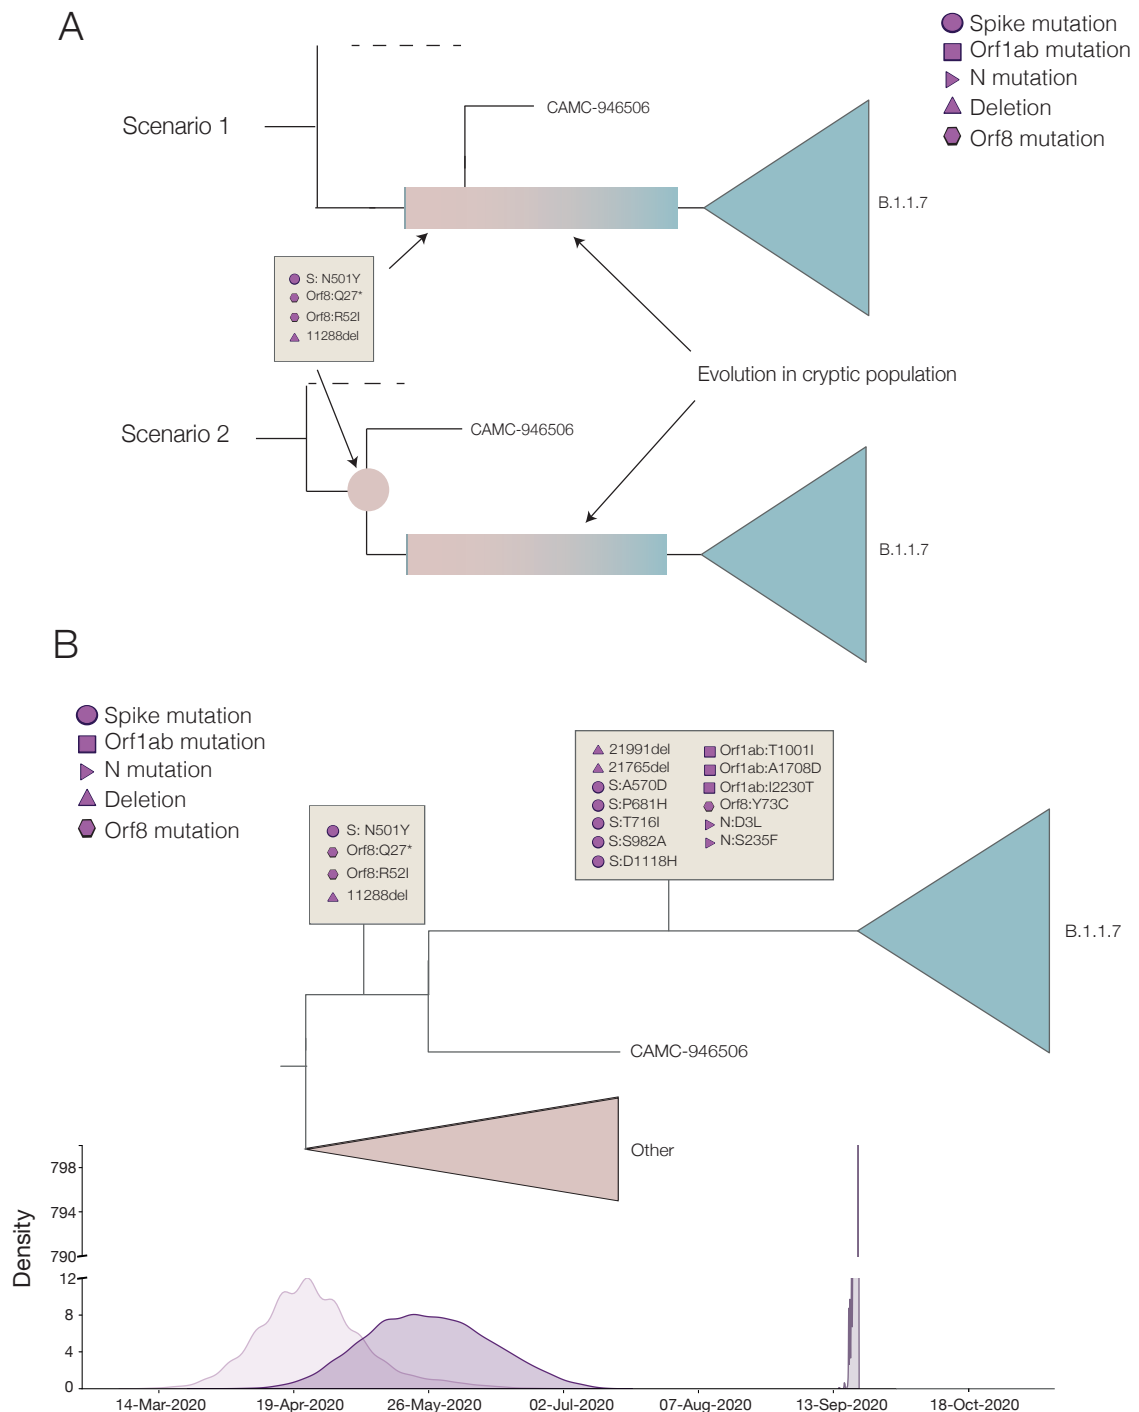 A
Spike mutation
Orf1ab mutation
N mutation
Deletion
Orf8 mutation
Scenario 1
CAMC-946506
B.1.1.7
S: N501Y
Orf8:Q27*
Orf8:R52I
11288del
Evolution in cryptic population
Scenario 2
CAMC-946506
B.1.1.7
B
Spike mutation
Orf1ab mutation
N mutation
Deletion
Orf8 mutation
S: N501Y
Orf8:Q27*
Orf8:R52I
11288del
21991del
21765del
S:A570D
S:P681H
S:T716I
S:S982A
S:D1118H
Orf1ab:T1001I
Orf1ab:A1708D
Orf1ab:I2230T
Orf8:Y73C
N:D3L
N:S235F
B.1.1.7
CAMC-946506
Other
Density
798
794
790
12
8
4
0
14-Mar-2020
19-Apr-2020
26-May-2020
02-Jul-2020
07-Aug-2020
13-Sep-2020
18-Oct-2020